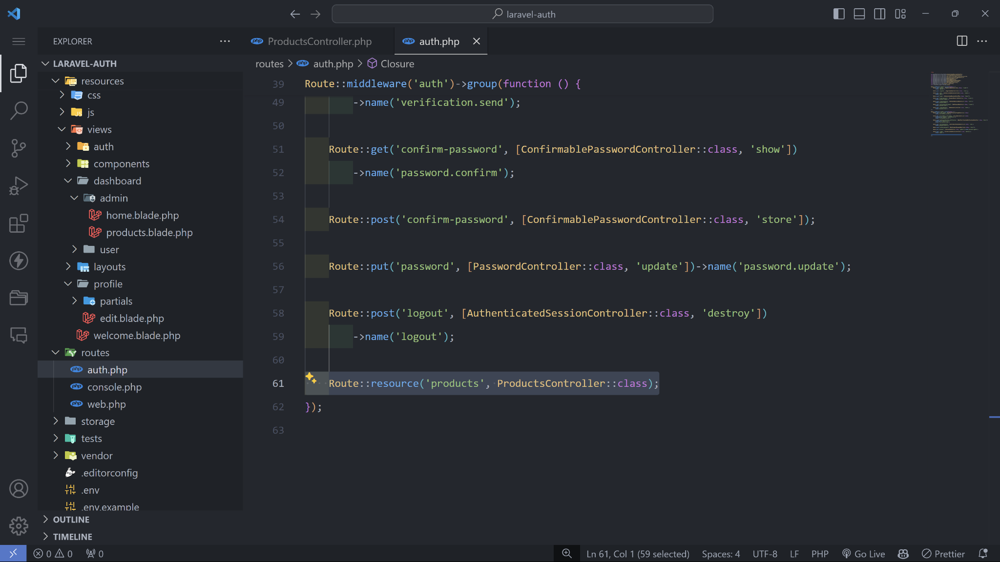 laravel-auth
EXPLORER
LARAVEL-AUTH
resources
css
JS js
views
auth
components
dashboard
admin
home.blade.php
products.blade.php
user
layouts
profile
partials
edit.blade.php
welcome.blade.php
routes
php auth.php
php console.php
php web.php
storage
tests
vendor
.editorconfig
.env
.env.example
OUTLINE
TIMELINE
php ProductsController.php
php auth.php
routes > php auth.php > Closure
39 Route::middleware('auth')->group(function () {
49 ->name('verification.send');
50
51 Route::get('confirm-password', [ConfirmablePasswordController::class, 'show'])
52 ->name('password.confirm');
53
54 Route::post('confirm-password', [ConfirmablePasswordController::class, 'store']);
55
56 Route::put('password', [PasswordController::class, 'update'])->name('password.update');
57
58 Route::post('logout', [AuthenticatedSessionController::class, 'destroy'])
59 ->name('logout');
60
61 Route::resource('products', ProductsController::class);
62 });
63
0 0 0
Ln 61, Col 1 (59 selected) Spaces: 4 UTF-8 LF PHP Go Live Prettier